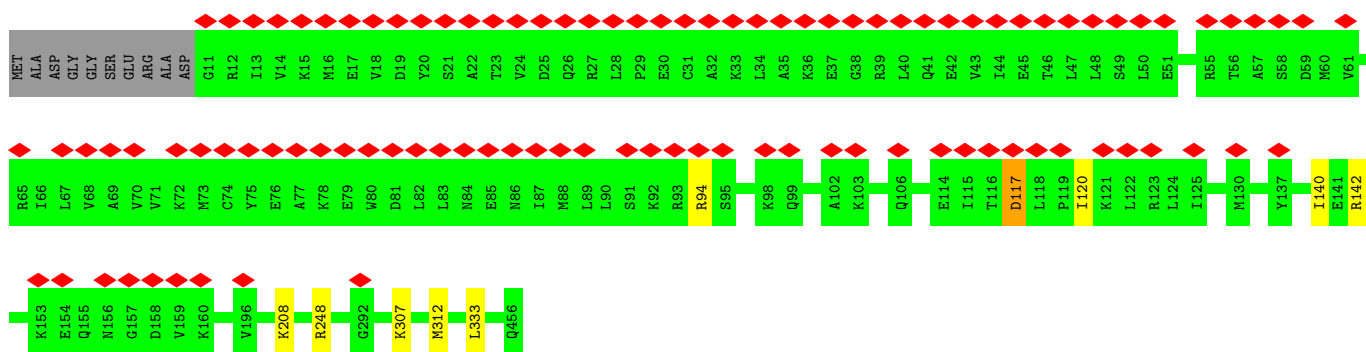 MET ALA ASP GLY GLY SER GLU ARG ALA ASP G11 R12 I13 V14 K15 M16 E17 V18 D19 Y20 S21 A22 T23 V24 D25 Q26 R27 L28 P29 E30 C31 A32 K33 L34 A35 K36 E37 G38 R39 L40 Q41 E42 V43 I44 E45 T46 L47 L48 S49 L50 E51 R55 T56 A57 S58 D59 M60 V61
R65 I66 L67 V68 A69 V70 V71 K72 M73 C74 Y75 E76 A77 K78 E79 W80 D81 L82 L83 N84 E85 N86 I87 M88 L89 L90 S91 K92 R93 R94 S95 K98 Q99 A102 K103 Q106 E114 I115 T116 D117 L118 P119 I120 K121 L122 R123 L124 I125 M130 Y137 I140 E141 R142
K153 E154 Q155 N156 G157 D158 V159 K160 V196 K208 R248 G292 K307 M312 L333 Q456